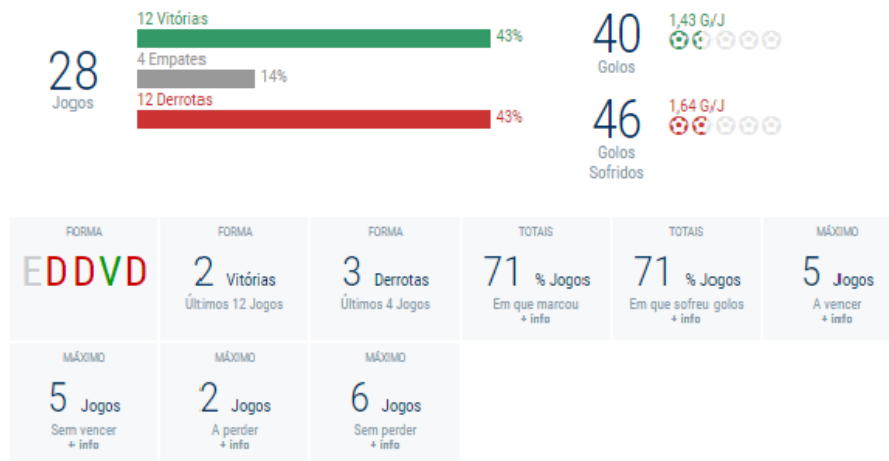 28
Jogos
12 Vitórias
43%
4 Empates
14%
12 Derrotas
43%
40
Golos
1,43 G/J
46
Golos
Sofridos
1,64 G/J
FORMA
EDDVD
FORMA
2 Vitórias
Últimos 12 Jogos
FORMA
3 Derrotas
Últimos 4 Jogos
TOTAIS
71 % Jogos
Em que marcou
+ info
TOTAIS
71 % Jogos
Em que sofreu golos
+ info
MÁXIMO
5 Jogos
A vencer
+ info
MÁXIMO
5 Jogos
Sem vencer
+ info
MÁXIMO
2 Jogos
A perder
+ info
MÁXIMO
6 Jogos
Sem perder
+ info